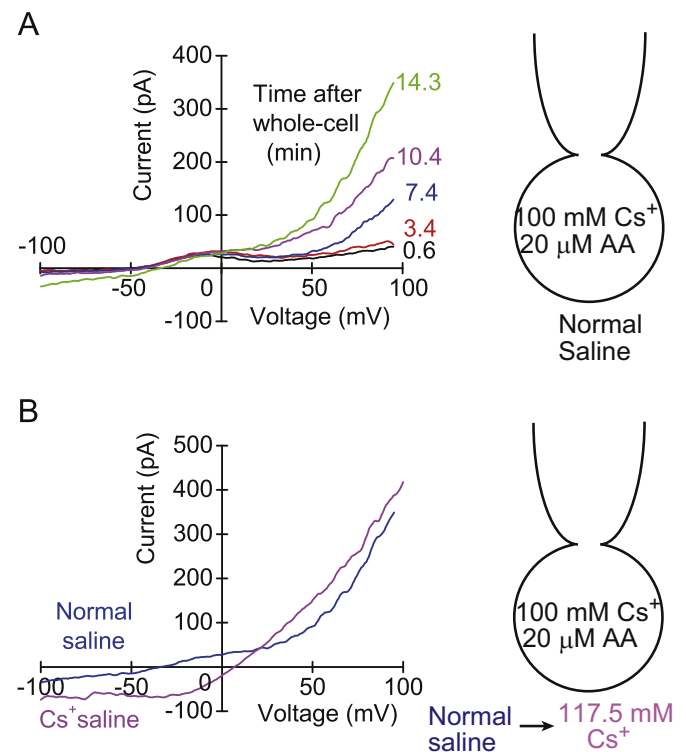 A
400
300
200
100
0
-100
-100
-50
50
100
Current (pA)
Voltage (mV)
Time after
whole-cell
(min)
14.3
10.4
7.4
3.4
0.6
100 mM Cs⁺
20 μM AA
Normal
Saline
B
500
400
300
200
100
0
-100
-100
-50
50
100
Current (pA)
Voltage (mV)
Normal
saline
Cs⁺saline
100 mM Cs⁺
20 μM AA
Normal
saline
117.5 mM
Cs⁺